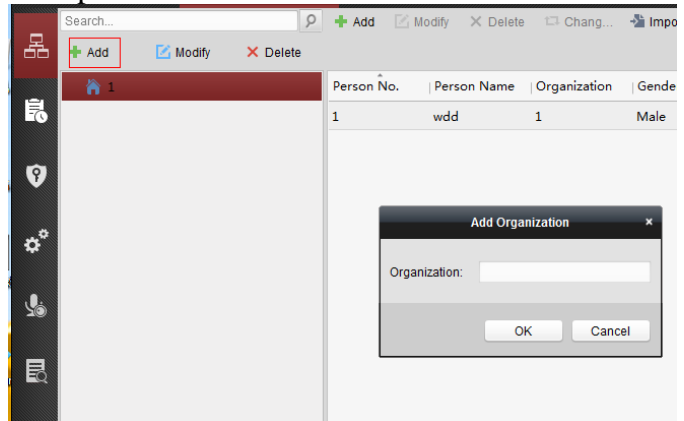 Search...
Add Modify Delete Chang... Impo
Add Modify Delete
1
Person No. Person Name Organization Gende
1 wdd 1 Male
Add Organization
Organization:
OK Cancel